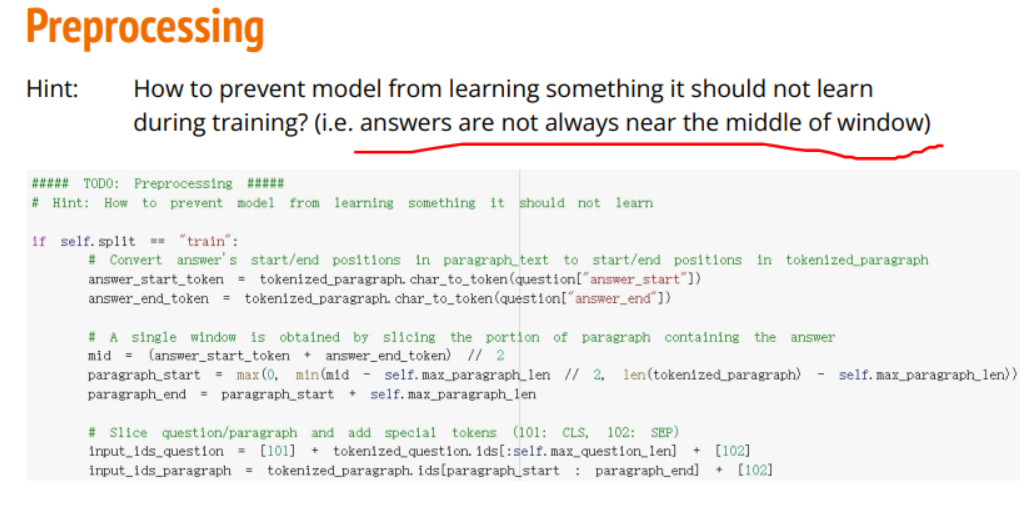 Preprocessing
Hint: How to prevent model from learning something it should not learn
during training? (i.e. answers are not always near the middle of window)
##### TODO: Preprocessing #####
# Hint: How to prevent model from learning something it should not learn
if self.split == "train":
# Convert answer's start/end positions in paragraph_text to start/end positions in tokenized_paragraph
answer_start_token = tokenized_paragraph.char_to_token(question["answer_start"])
answer_end_token = tokenized_paragraph.char_to_token(question["answer_end"])
# A single window is obtained by slicing the portion of paragraph containing the answer
mid = (answer_start_token + answer_end_token) // 2
paragraph_start = max(0, min(mid - self.max_paragraph_len // 2, len(tokenized_paragraph) - self.max_paragraph_len))
paragraph_end = paragraph_start + self.max_paragraph_len
# Slice question/paragraph and add special tokens (101: CLS, 102: SEP)
input_ids_question = [101] + tokenized_question.ids[:self.max_question_len] + [102]
input_ids_paragraph = tokenized_paragraph.ids[paragraph_start : paragraph_end] + [102]